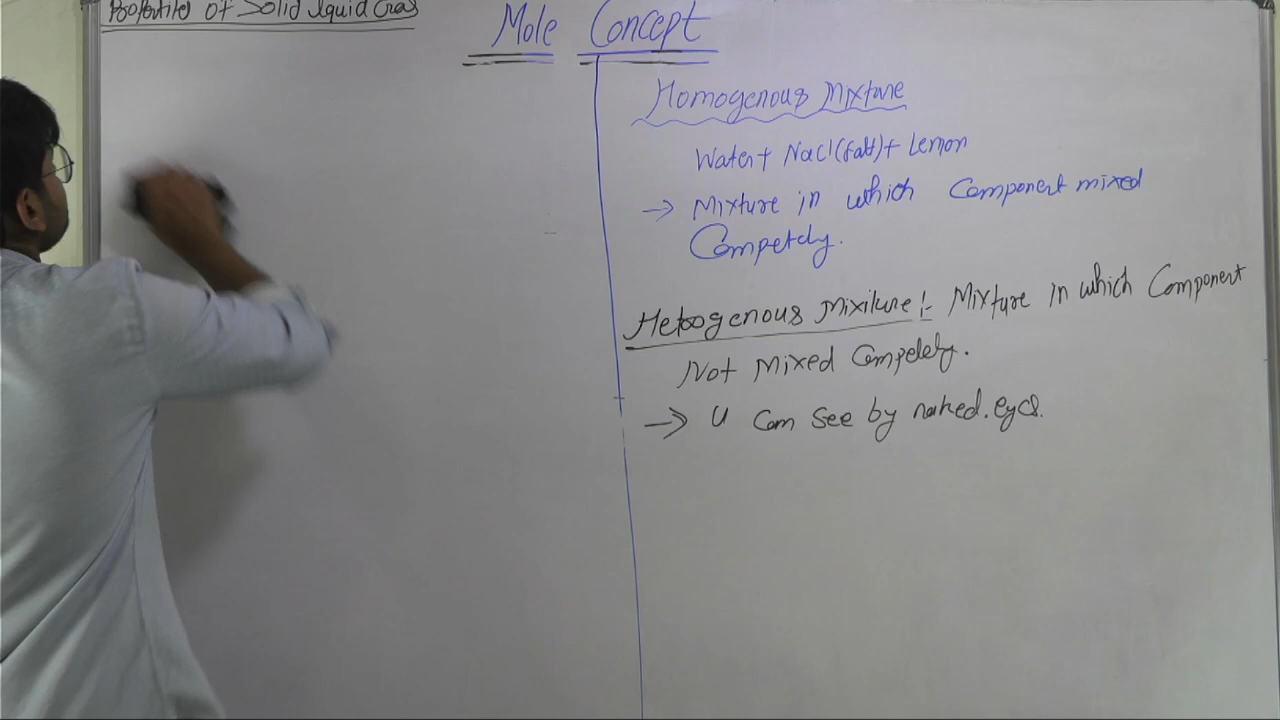 Properties of Solid liquid Gas
Mole Concept
Homogenous Mixture
Water + NaCl (Salt) + Lemon
→ Mixture in which Component mixed
Competely.
Hetrogenous Mixiture :- Mixture in which Component
Not Mixed Competely.
→ U Can See by naked.eyes.